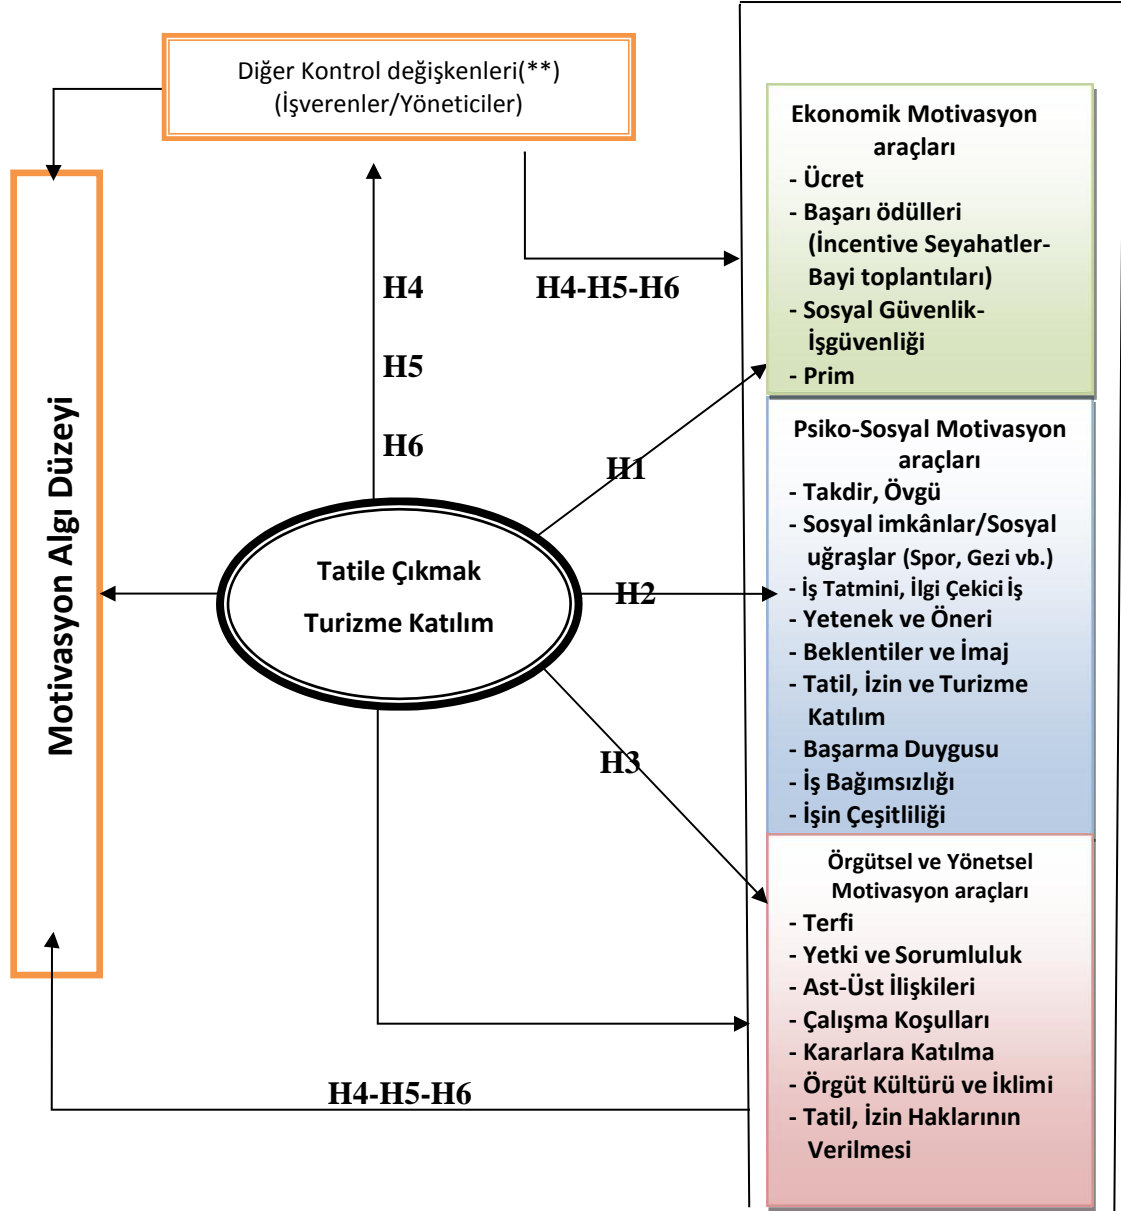 Diğer Kontrol değişkenleri(**)
(İşverenler/Yöneticiler)
Motivasyon Algı Düzeyi
H4
H5
H6
H4-H5-H6
Tatile Çıkmak
Turizme Katılım
H1
H2
H3
H4-H5-H6
Ekonomik Motivasyon
araçları
- Ücret
- Başarı ödülleri
(İncentive Seyahatler-
Bayi toplantıları)
- Sosyal Güvenlik-
İşgüvenliği
- Prim
Psiko-Sosyal Motivasyon
araçları
- Takdir, Övgü
- Sosyal imkânlar/Sosyal
uğraşlar (Spor, Gezi vb.)
- İş Tatmini, İlgi Çekici İş
- Yetenek ve Öneri
- Beklentiler ve İmaj
- Tatil, İzin ve Turizme
Katılım
- Başarma Duygusu
- İş Bağımsızlığı
- İşin Çeşitliliği
Örgütsel ve Yönetsel
Motivasyon araçları
- Terfi
- Yetki ve Sorumluluk
- Ast-Üst İlişkileri
- Çalışma Koşulları
- Kararlara Katılma
- Örgüt Kültürü ve İklimi
- Tatil, İzin Haklarının
Verilmesi